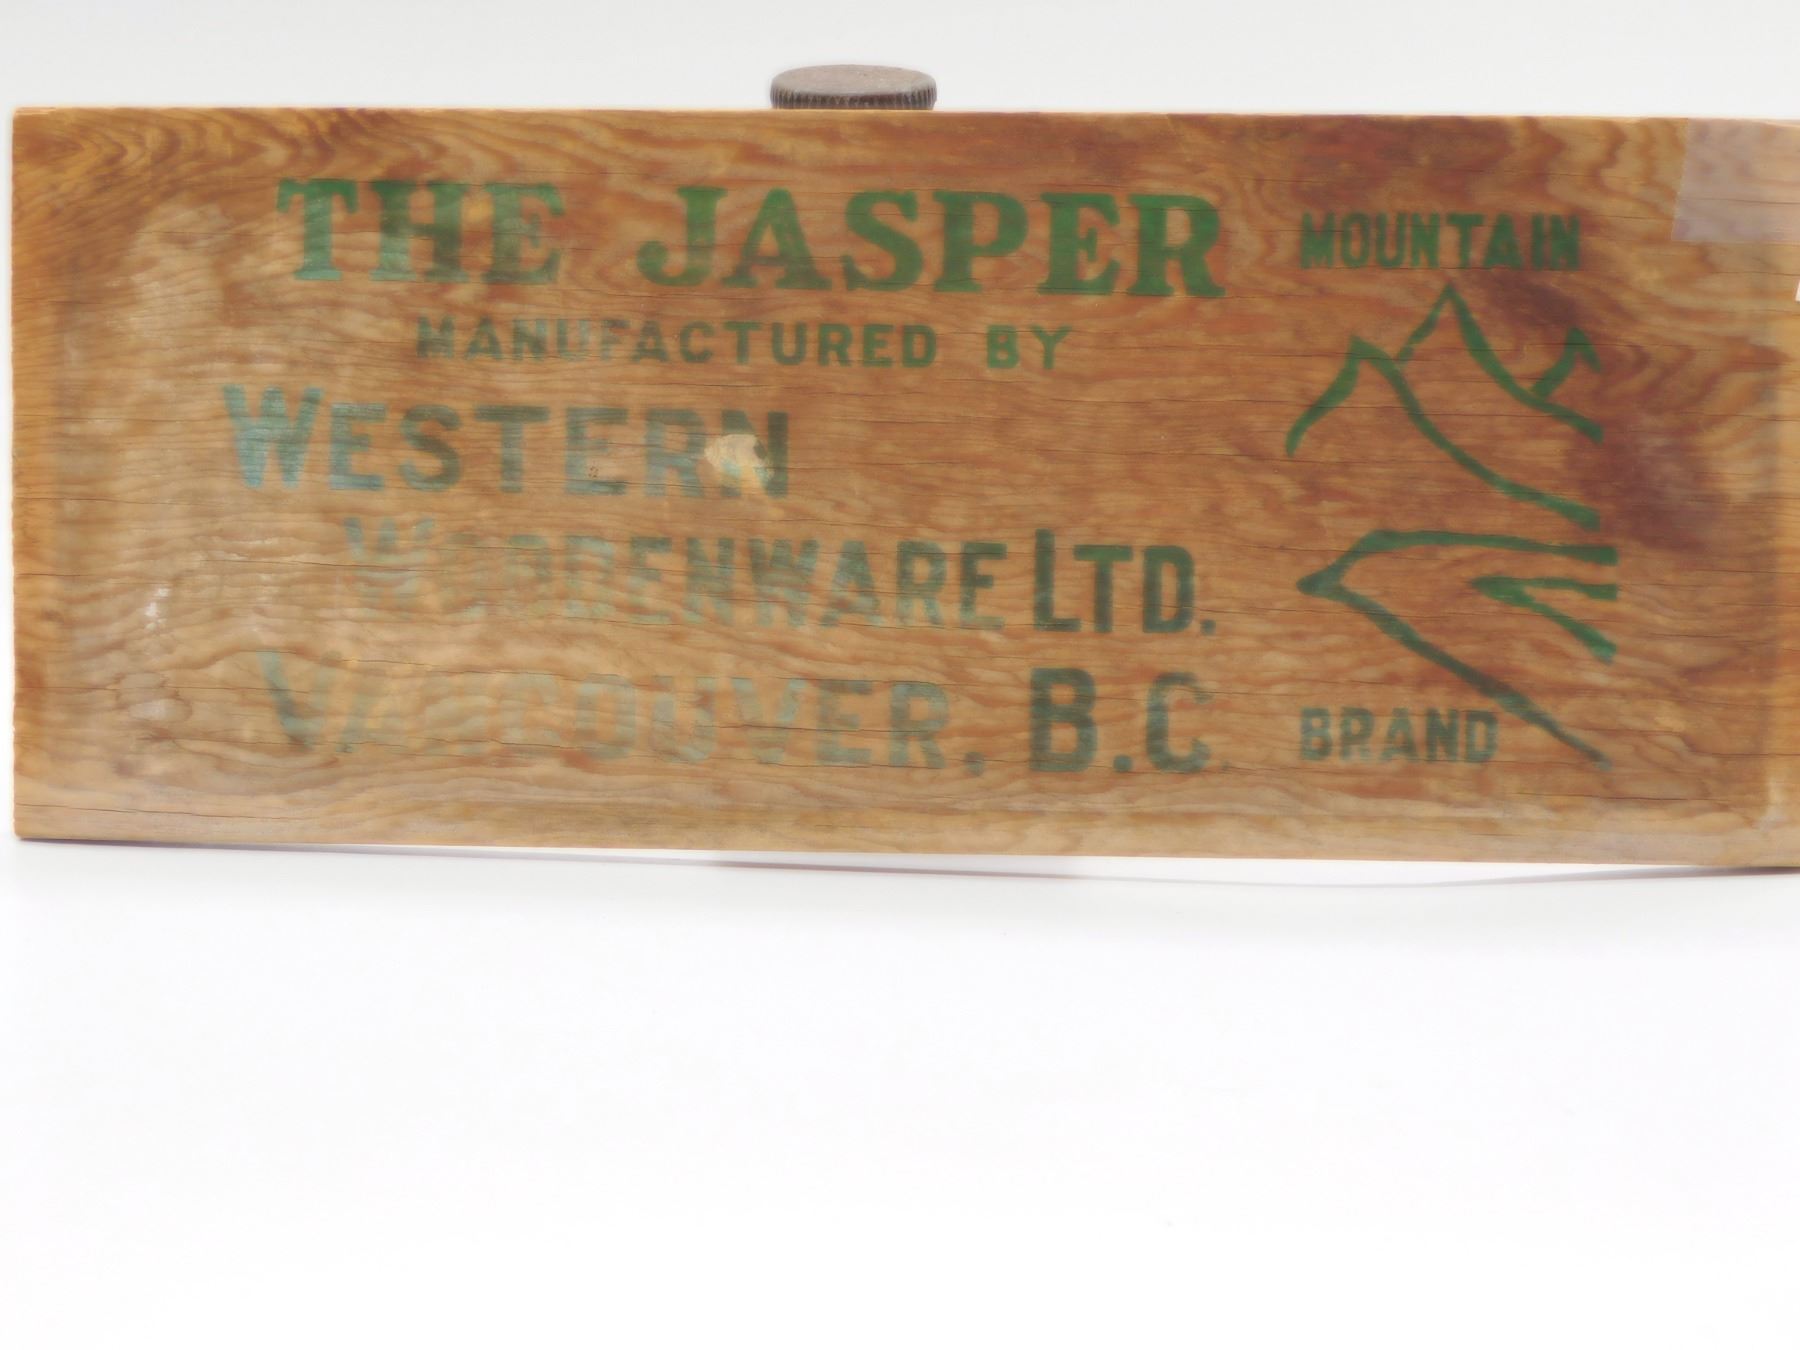 THE JASPER
MANUFACTURED BY
WESTERN
WOODENWARE LTD.
VANCOUVER, B.C.
MOUNTAIN
BRAND